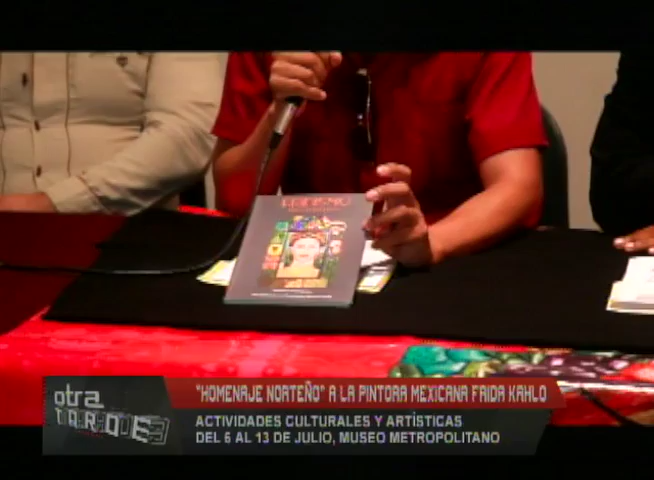 otra
"HOMENAJE NORTEÑO" A LA PINTORA MEXICANA FRIDA KAHLO
ACTIVIDADES CULTURALES Y ARTÍSTICAS
DEL 6 AL 13 DE JULIO, MUSEO METROPOLITANO